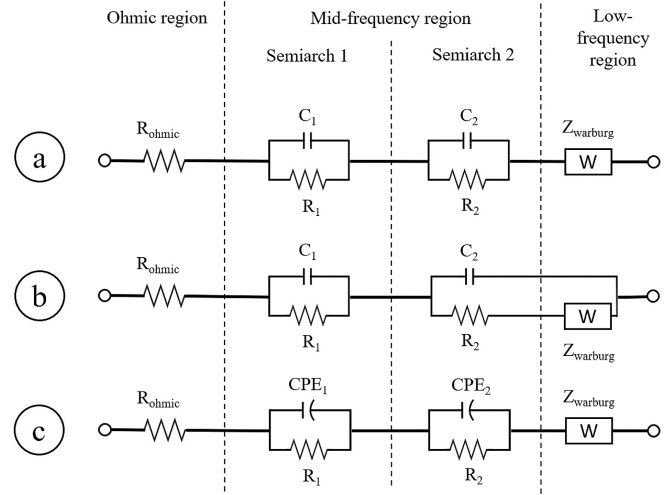 Ohmic region
Mid-frequency region
Low-
frequency
region
Semiarch 1
Semiarch 2
a
R_ohmic
C_1
R_1
C_2
R_2
Z_warburg
W
b
R_ohmic
C_1
R_1
C_2
R_2
W
Z_warburg
c
R_ohmic
CPE_1
R_1
CPE_2
R_2
Z_warburg
W